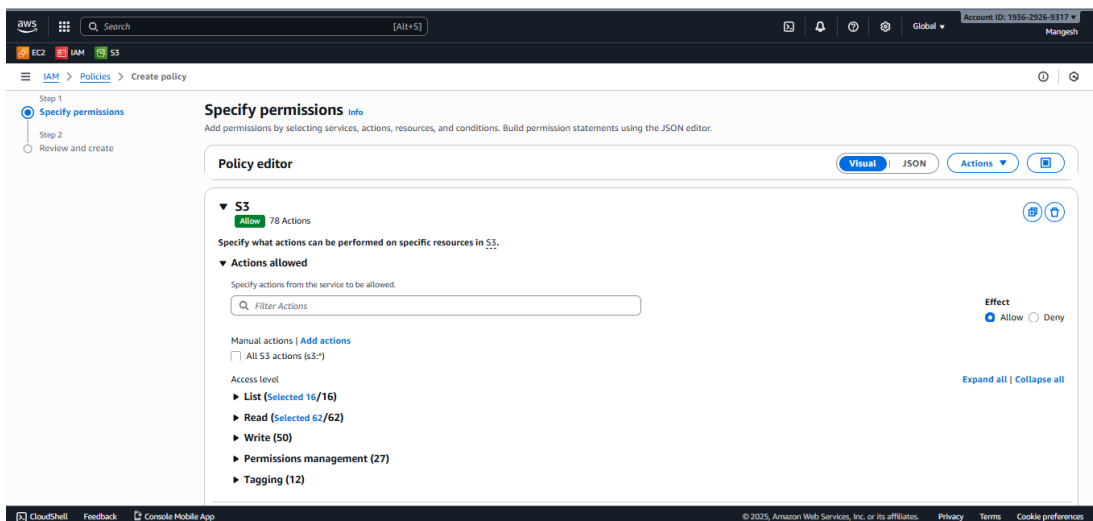 aws Search [Alt+S] Global ▼ Account ID: 1936-2926-9317 ▼
Mangesh
EC2 IAM S3
IAM > Policies > Create policy
Step 1
Specify permissions
Step 2
Review and create
Specify permissions Info
Add permissions by selecting services, actions, resources, and conditions. Build permission statements using the JSON editor.
Policy editor Visual JSON Actions ▼
▼ S3
Allow 78 Actions
Specify what actions can be performed on specific resources in S3.
▼ Actions allowed
Specify actions from the service to be allowed.
Filter Actions
Effect
Allow Deny
Manual actions | Add actions
All S3 actions (s3:*)
Access level Expand all | Collapse all
▶ List (Selected 16/16)
▶ Read (Selected 62/62)
▶ Write (50)
▶ Permissions management (27)
▶ Tagging (12)
CloudShell Feedback Console Mobile App © 2025, Amazon Web Services, Inc. or its affiliates. Privacy Terms Cookie preferences